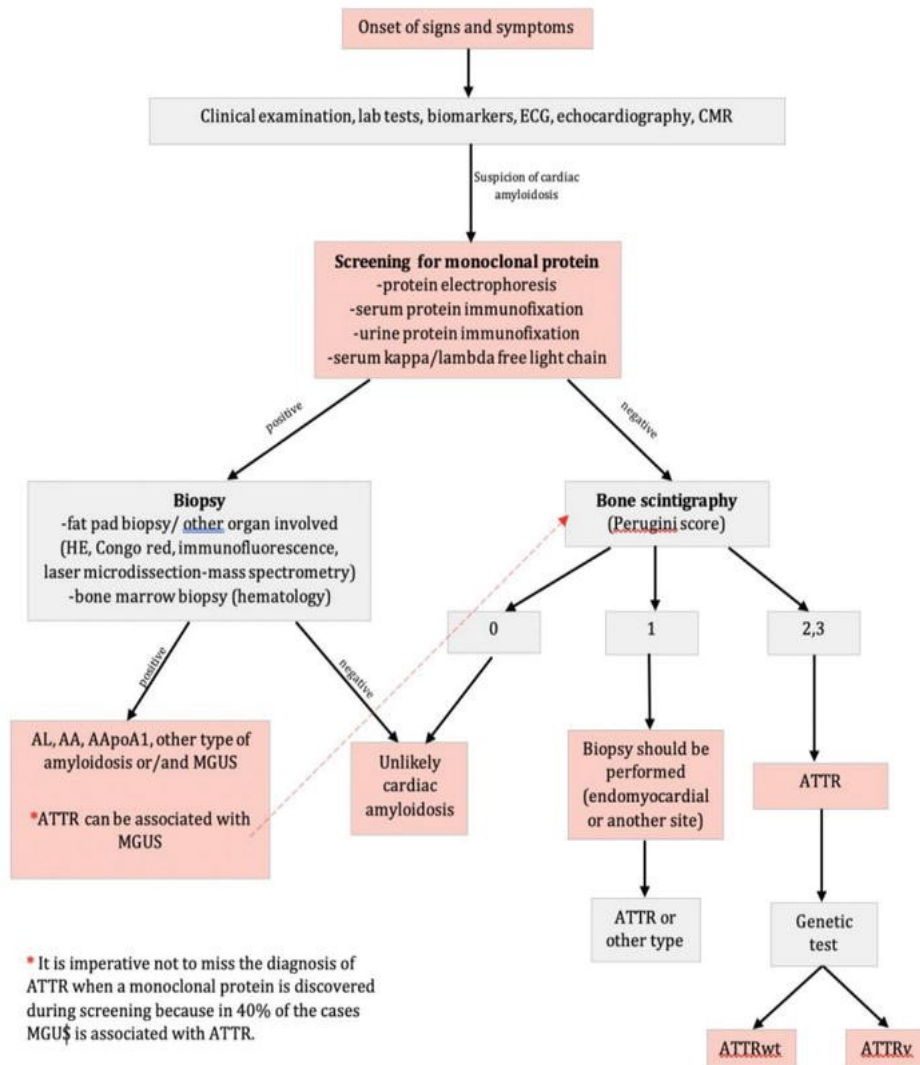 Onset of signs and symptoms
Clinical examination, lab tests, biomarkers, ECG, echocardiography, CMR
Suspicion of cardiac
amyloidosis
Screening for monoclonal protein
-protein electrophoresis
-serum protein immunofixation
-urine protein immunofixation
-serum kappa/lambda free light chain
positive
negative
Biopsy
-fat pad biopsy/ other organ involved
(HE, Congo red, immunofluorescence,
laser microdissection-mass spectrometry)
-bone marrow biopsy (hematology)
Bone scintigraphy
(Perugini score)
0
1
2,3
positive
negative
AL, AA, AApoA1, other type of
amyloidosis or/and MGUS
*ATTR can be associated with
MGUS
Unlikely
cardiac
amyloidosis
Biopsy should be
performed
(endomyocardial
or another site)
ATTR
ATTR or
other type
Genetic
test
* It is imperative not to miss the diagnosis of
ATTR when a monoclonal protein is discovered
during screening because in 40% of the cases
MGU$ is associated with ATTR.
ATTRwt
ATTRv